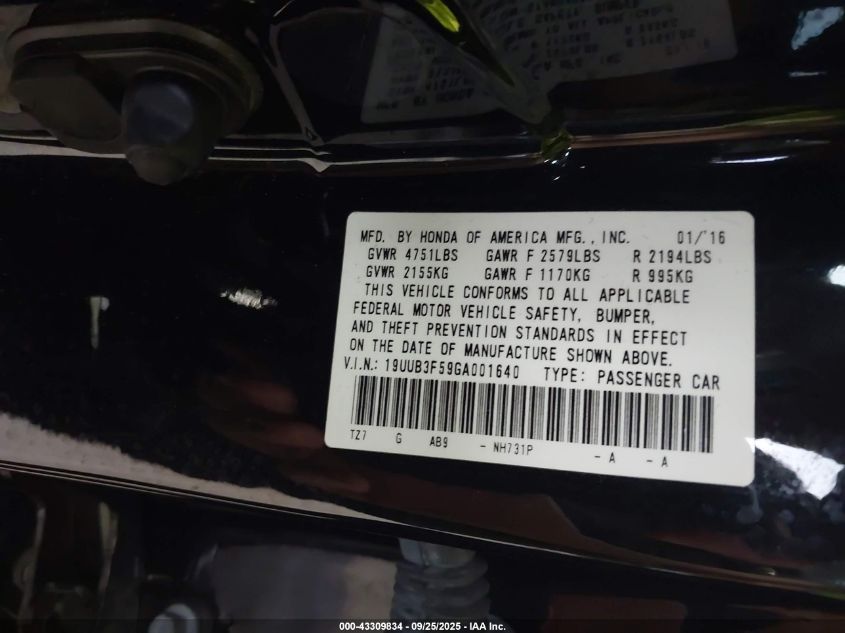 MFD. BY HONDA OF AMERICA MFG., INC. 01/'16
GVWR 4751LBS GAWR F 2579LBS R 2194LBS
GVWR 2155KG GAWR F 1170KG R 995KG
THIS VEHICLE CONFORMS TO ALL APPLICABLE
FEDERAL MOTOR VEHICLE SAFETY, BUMPER,
AND THEFT PREVENTION STANDARDS IN EFFECT
ON THE DATE OF MANUFACTURE SHOWN ABOVE.
V.I.N.: 19UUB3F59GA001640 TYPE: PASSENGER CAR
TZ7 G AB9 - NH731P - A - A
000-43309834 - 09/25/2025 - IAA Inc.